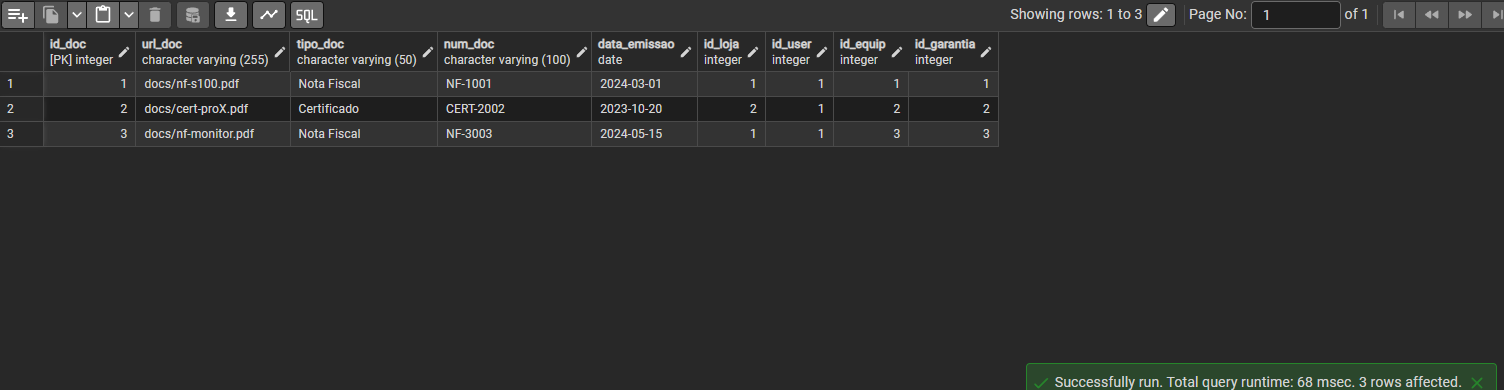 SQL Showing rows: 1 to 3 Page No: 1 of 1
id_doc url_doc tipo_doc num_doc data_emissao id_loja id_user id_equip id_garantia
[PK] integer character varying (255) character varying (50) character varying (100) date integer integer integer integer
1 1 docs/nf-s100.pdf Nota Fiscal NF-1001 2024-03-01 1 1 1 1
2 2 docs/cert-proX.pdf Certificado CERT-2002 2023-10-20 2 1 2 2
3 3 docs/nf-monitor.pdf Nota Fiscal NF-3003 2024-05-15 1 1 3 3
Successfully run. Total query runtime: 68 msec. 3 rows affected.